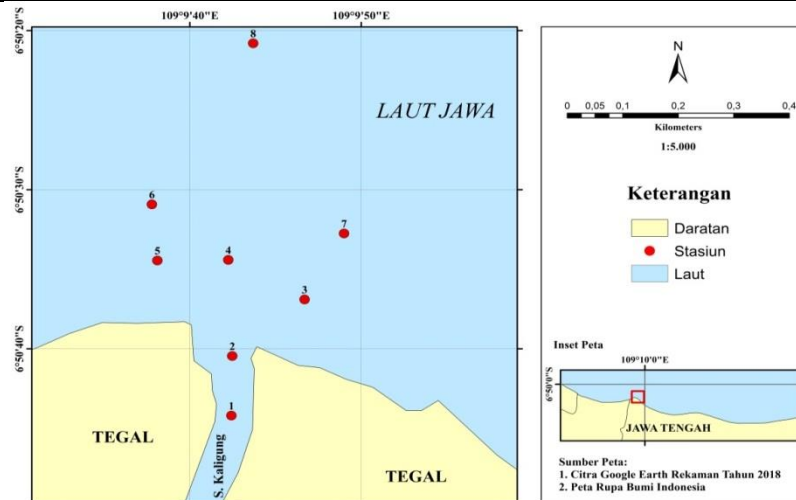 109°9'40"E
109°9'50"E
6°50'20"S
6°50'30"S
6°50'40"S
8
LAUT JAWA
6
7
5
4
3
2
1
TEGAL
S. Kaligung
TEGAL
N
0 0,05 0,1 0,2 0,3 0,4
Kilometers
1:5.000
Keterangan
Daratan
Stasiun
Laut
Inset Peta
109°10'0"E
6°50'0"S
JAWA TENGAH
Sumber Peta:
1. Citra Google Earth Rekaman Tahun 2018
2. Peta Rupa Bumi Indonesia